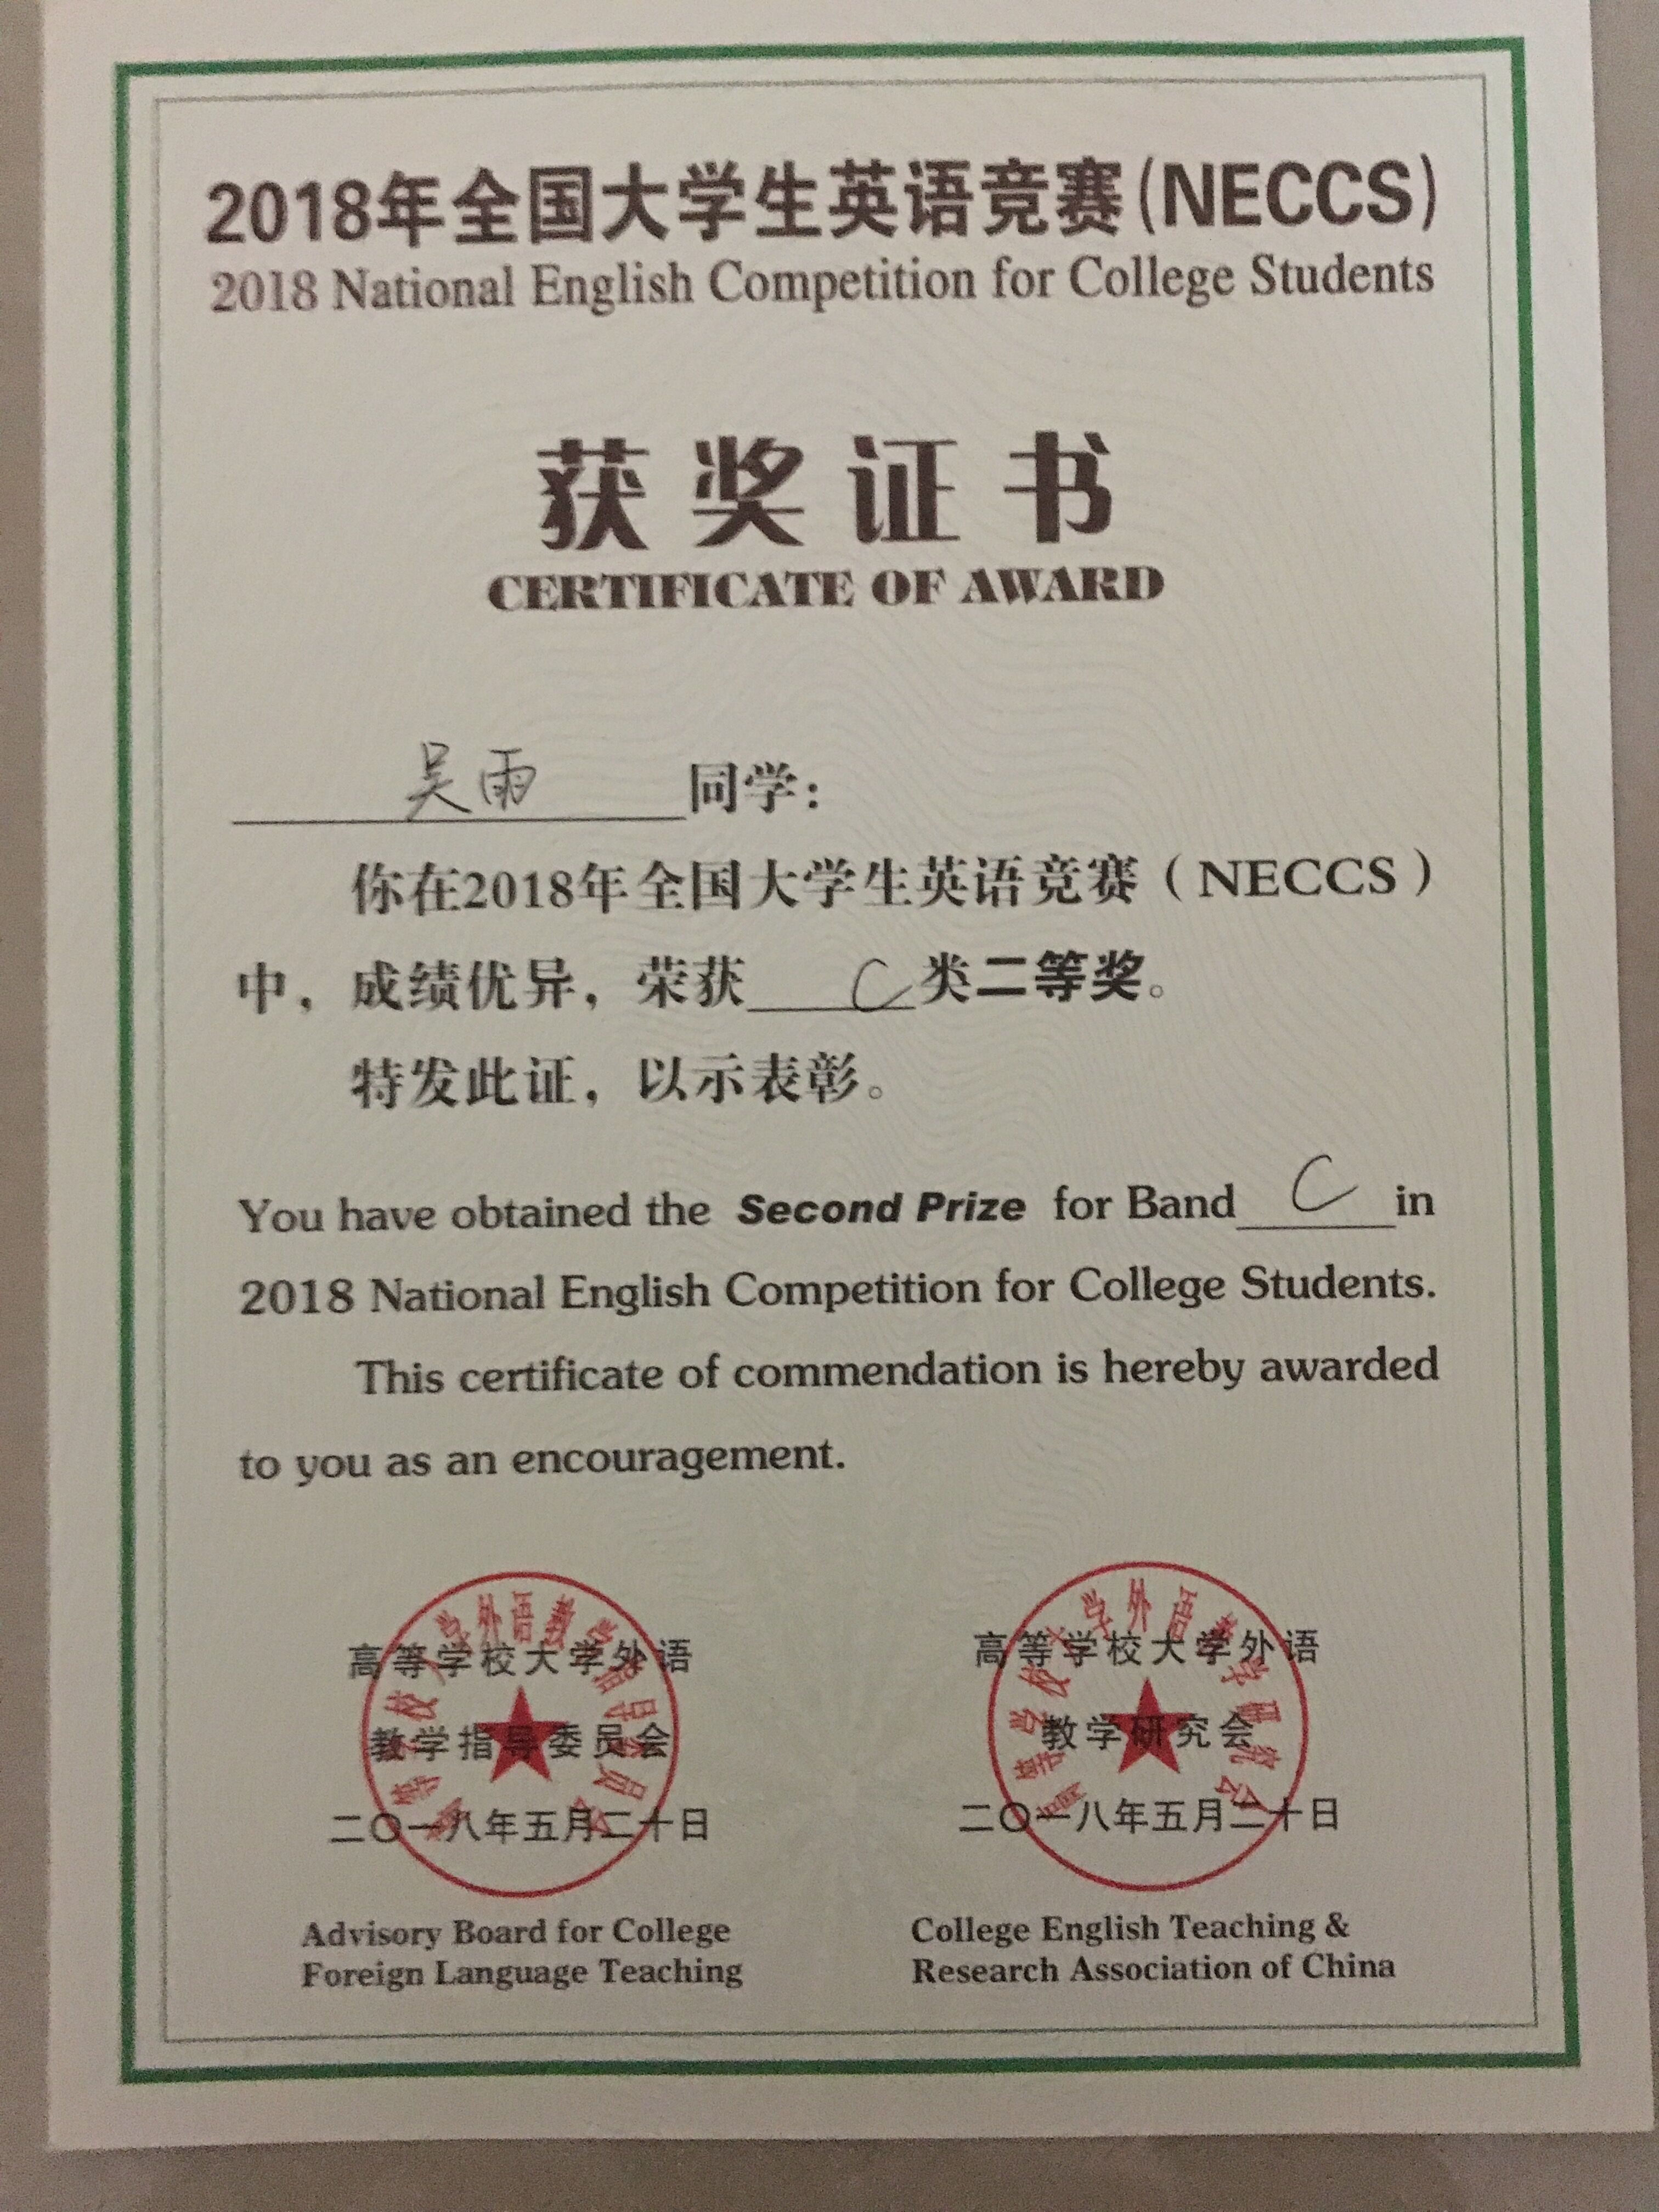 2018年全国大学生英语竞赛(NECCS)
2018 National English Competition for College Students
获奖证书
CERTIFICATE OF AWARD
吴雨同学：
你在2018年全国大学生英语竞赛（NECCS）
中，成绩优异，荣获 C 类二等奖。
特发此证，以示表彰。
You have obtained the Second Prize for Band C in
2018 National English Competition for College Students.
This certificate of commendation is hereby awarded
to you as an encouragement.
高等学校大学外语
教学指导委员会
二〇一八年五月二十日
Advisory Board for College
Foreign Language Teaching
高等学校大学外语
教学研究会
二〇一八年五月二十日
College English Teaching &
Research Association of China